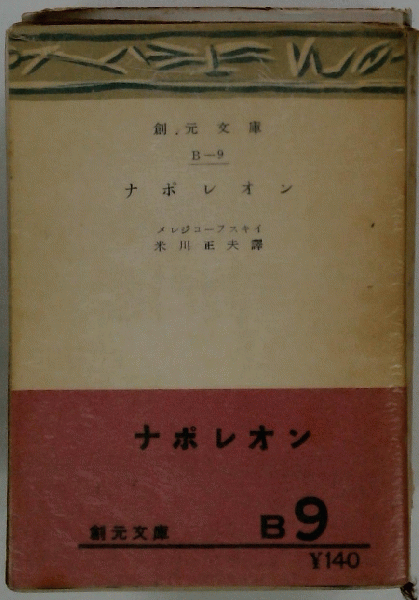 創元文庫
B—9
ナポレオン
メレジコーフスキイ
米川正夫譯
ナポレオン
創元文庫
B9
¥140